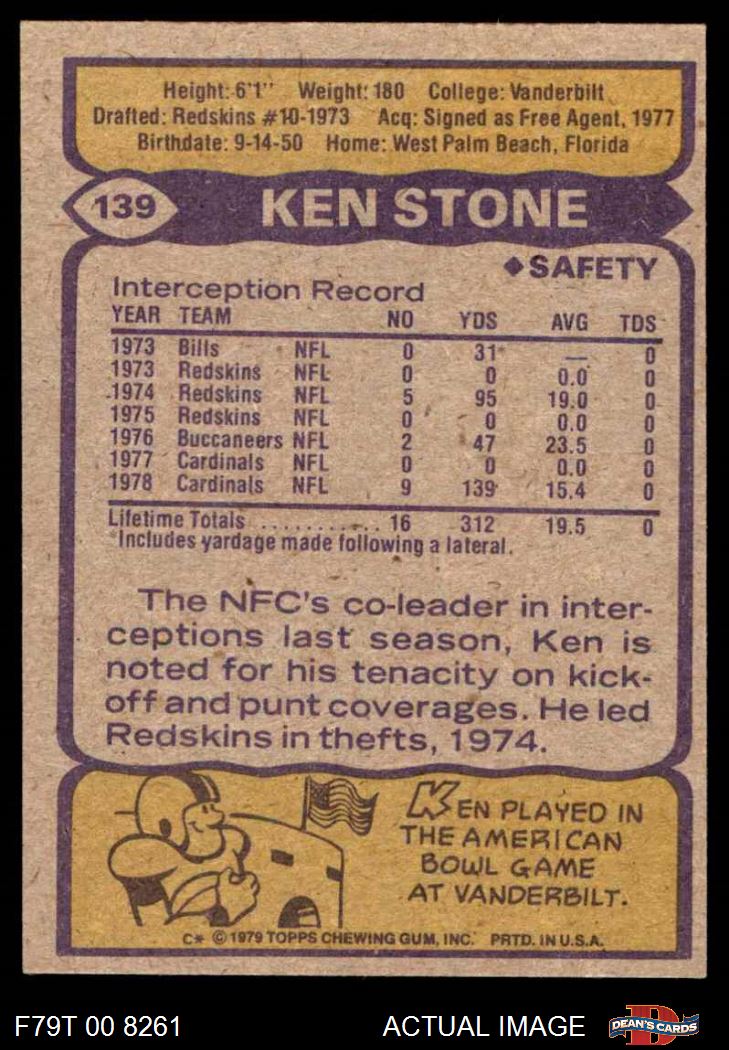 Height: 6'1" Weight: 180 College: Vanderbilt
Drafted: Redskins #10-1973 Acq: Signed as Free Agent, 1977
Birthdate: 9-14-50 Home: West Palm Beach, Florida
139 KEN STONE
◆SAFETY
Interception Record
YEAR TEAM NO YDS AVG TDS
1973 Bills NFL 0 31* — 0
1973 Redskins NFL 0 0 0.0 0
1974 Redskins NFL 5 95 19.0 0
1975 Redskins NFL 0 0 0.0 0
1976 Buccaneers NFL 2 47 23.5 0
1977 Cardinals NFL 0 0 0.0 0
1978 Cardinals NFL 9 139 15.4 0
Lifetime Totals ........... 16 312 19.5 0
*Includes yardage made following a lateral.
The NFC's co-leader in inter-
ceptions last season, Ken is
noted for his tenacity on kick-
off and punt coverages. He led
Redskins in thefts, 1974.
KEN PLAYED IN
THE AMERICAN
BOWL GAME
AT VANDERBILT.
C* © 1979 TOPPS CHEWING GUM, INC. PRTD. IN U.S.A.
F79T 00 8261 ACTUAL IMAGE D DEAN'S CARDS